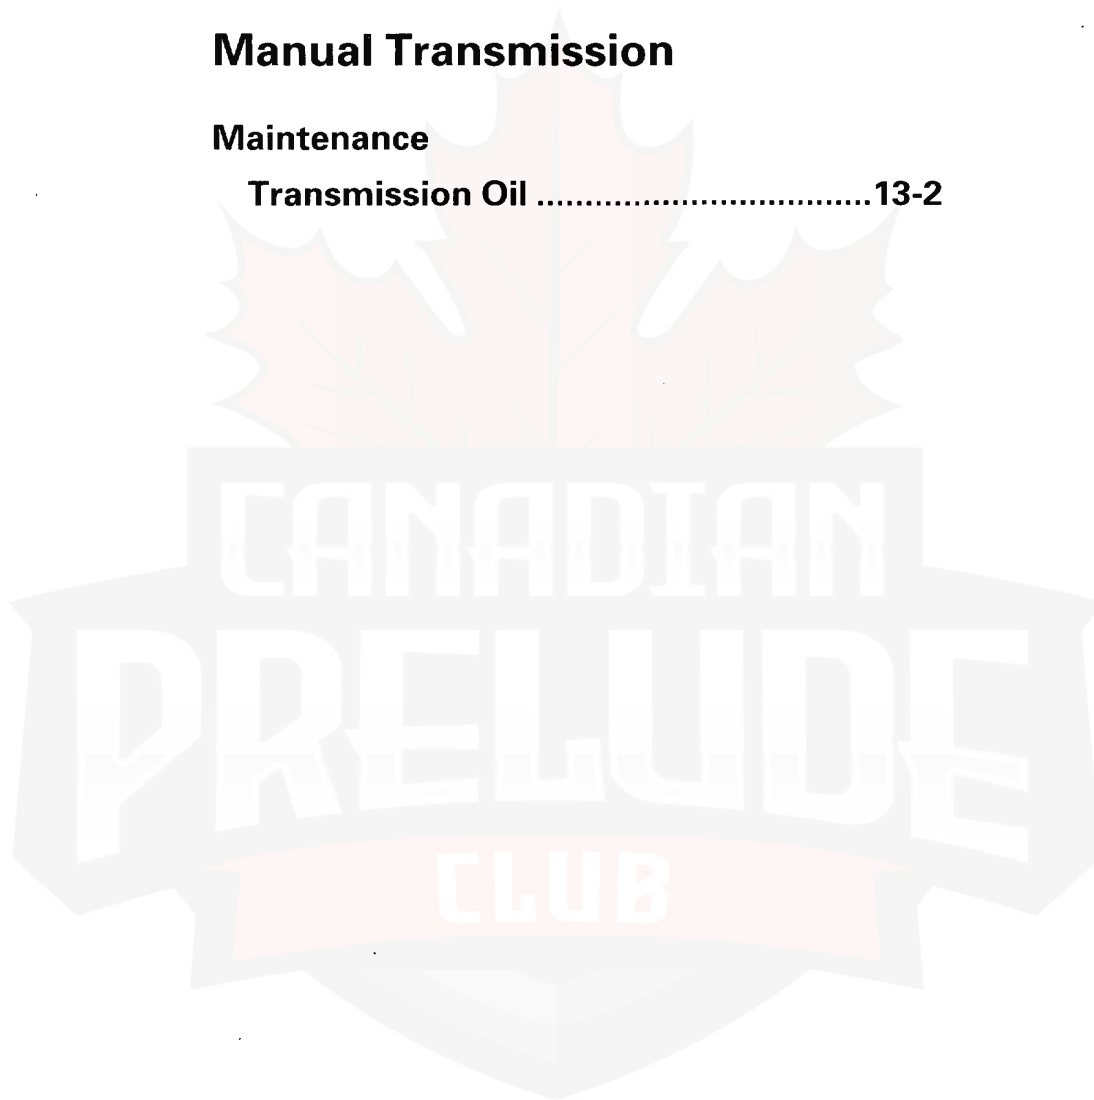 Manual Transmission
Maintenance
Transmission Oil ..................................13-2
CANADIAN
PRELUDE
CLUB